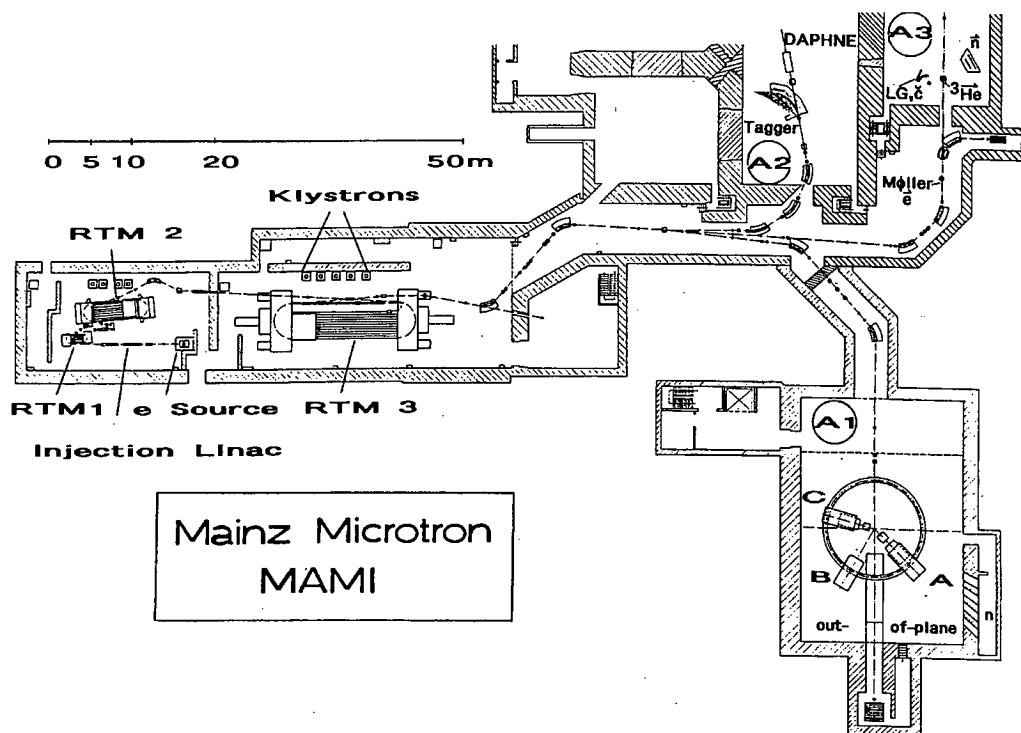 DAPHNE
A3
n
LG,č
³He
Tagger
A2
Møller
e
0 5 10 20 50m
Klystrons
RTM 2
RTM1 e Source RTM 3
Injection Linac
A1
C
B
A
n
out- of-plane
Mainz Microtron
MAMI